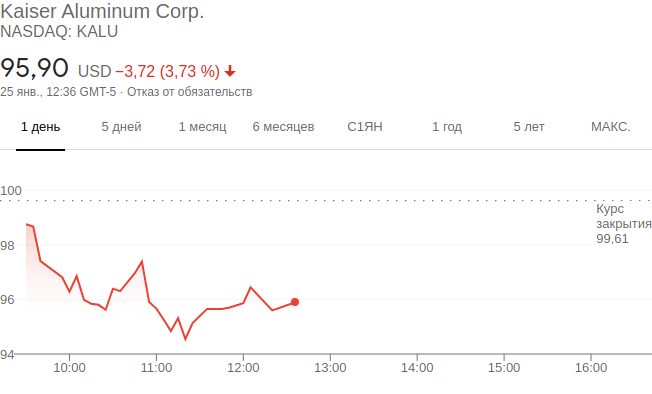 Kaiser Aluminum Corp.
NASDAQ: KALU
95,90 USD −3,72 (3,73 %)
25 янв., 12:36 GMT-5 · Отказ от обязательств
1 день 5 дней 1 месяц 6 месяцев С1ЯН 1 год 5 лет МАКС.
100
Курс
закрытия
99,61
98
96
94
10:00 11:00 12:00 13:00 14:00 15:00 16:00